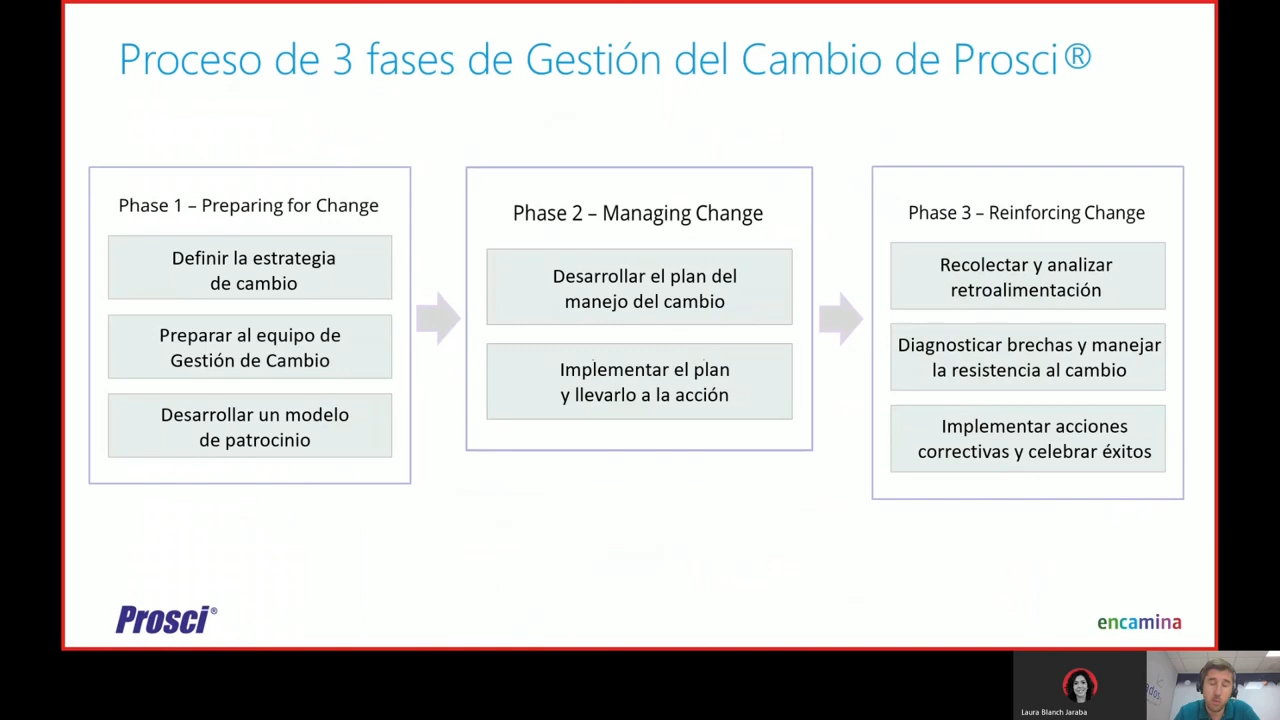 Proceso de 3 fases de Gestión del Cambio de Prosci®
Phase 1 – Preparing for Change
Definir la estrategia
de cambio
Preparar al equipo de
Gestión de Cambio
Desarrollar un modelo
de patrocinio
Phase 2 – Managing Change
Desarrollar el plan del
manejo del cambio
Implementar el plan
y llevarlo a la acción
Phase 3 – Reinforcing Change
Recolectar y analizar
retroalimentación
Diagnosticar brechas y manejar
la resistencia al cambio
Implementar acciones
correctivas y celebrar éxitos
Prosci®
encamina
Laura Blanch Jaraba